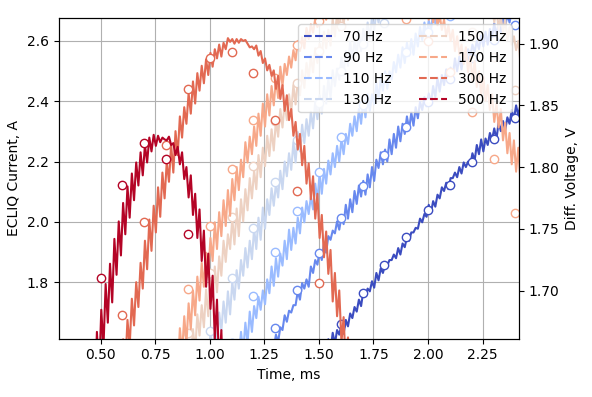 70 Hz
90 Hz
110 Hz
130 Hz
150 Hz
170 Hz
300 Hz
500 Hz
ECLIQ Current, A
2.6
2.4
2.2
2.0
1.8
Diff. Voltage, V
1.90
1.85
1.80
1.75
1.70
0.50 0.75 1.00 1.25 1.50 1.75 2.00 2.25
Time, ms